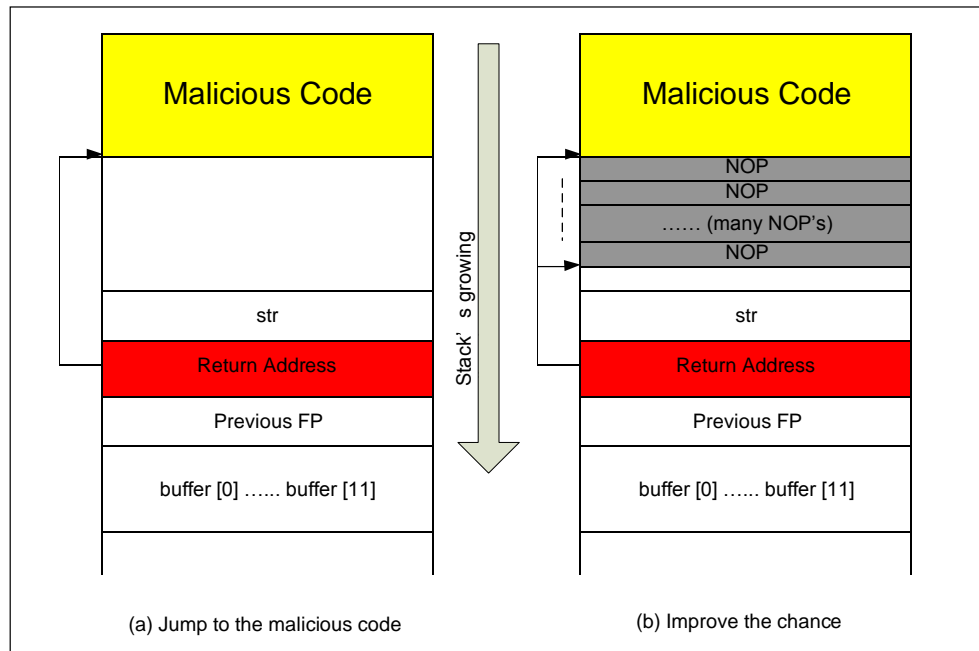 Malicious Code
str
Return Address
Previous FP
buffer [0] …... buffer [11]
(a) Jump to the malicious code
Stack’ s growing
Malicious Code
NOP
NOP
…... (many NOP’s)
NOP
str
Return Address
Previous FP
buffer [0] …... buffer [11]
(b) Improve the chance